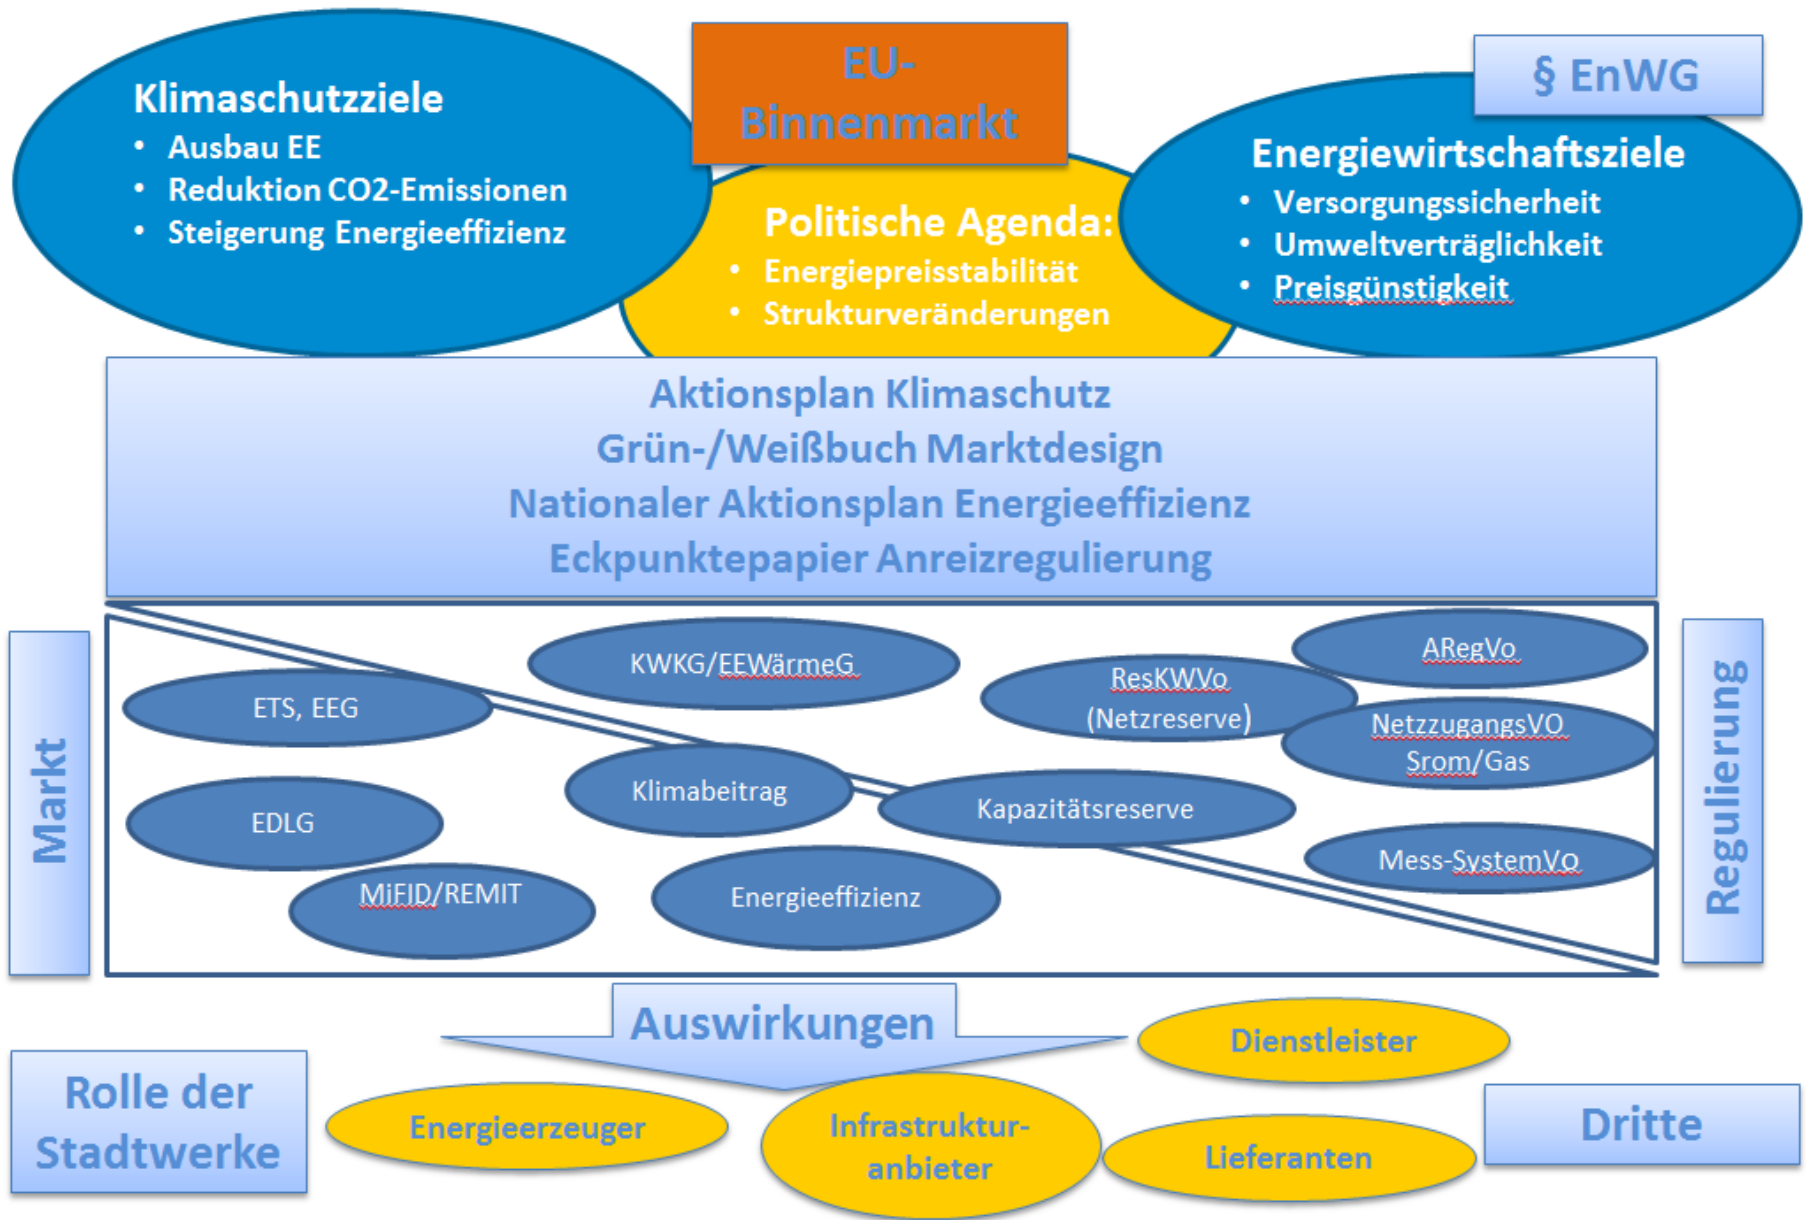 Klimaschutzziele
• Ausbau EE
• Reduktion CO2-Emissionen
• Steigerung Energieeffizienz
EU-
Binnenmarkt
Politische Agenda:
• Energiepreisstabilität
• Strukturveränderungen
§ EnWG
Energiewirtschaftsziele
• Versorgungssicherheit
• Umweltverträglichkeit
• Preisgünstigkeit
Aktionsplan Klimaschutz
Grün-/Weißbuch Marktdesign
Nationaler Aktionsplan Energieeffizienz
Eckpunktepapier Anreizregulierung
Markt
KWKG/EEWärmeG
ARegVo
ResKWVo
(Netzreserve)
ETS, EEG
NetzzugangsVO
Srom/Gas
Klimabeitrag
Kapazitätsreserve
EDLG
Mess-SystemVo
MiFID/REMIT
Energieeffizienz
Regulierung
Auswirkungen
Rolle der
Stadtwerke
Energieerzeuger
Infrastruktur-
anbieter
Dienstleister
Lieferanten
Dritte